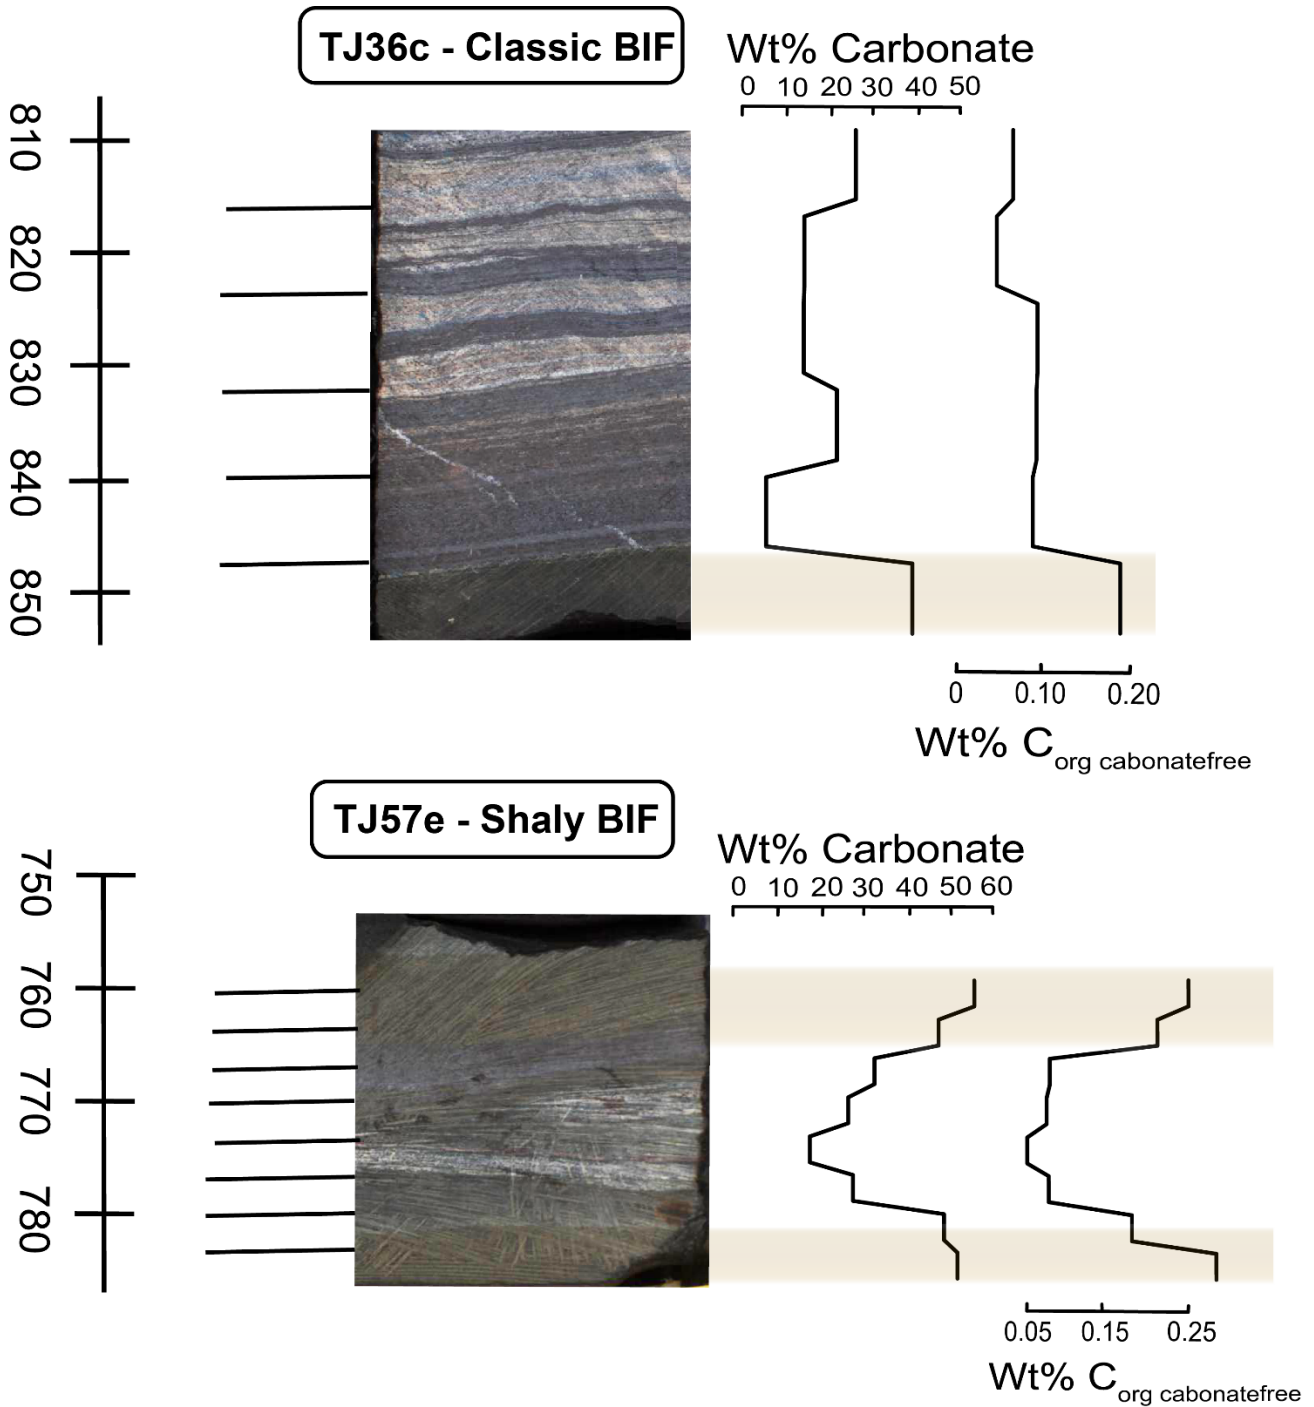 TJ36c - Classic BIF
Wt% Carbonate
0 10 20 30 40 50
810
820
830
840
850
0 0.10 0.20
Wt% C org cabonatefree
TJ57e - Shaly BIF
Wt% Carbonate
0 10 20 30 40 50 60
750
760
770
780
0.05 0.15 0.25
Wt% C org cabonatefree